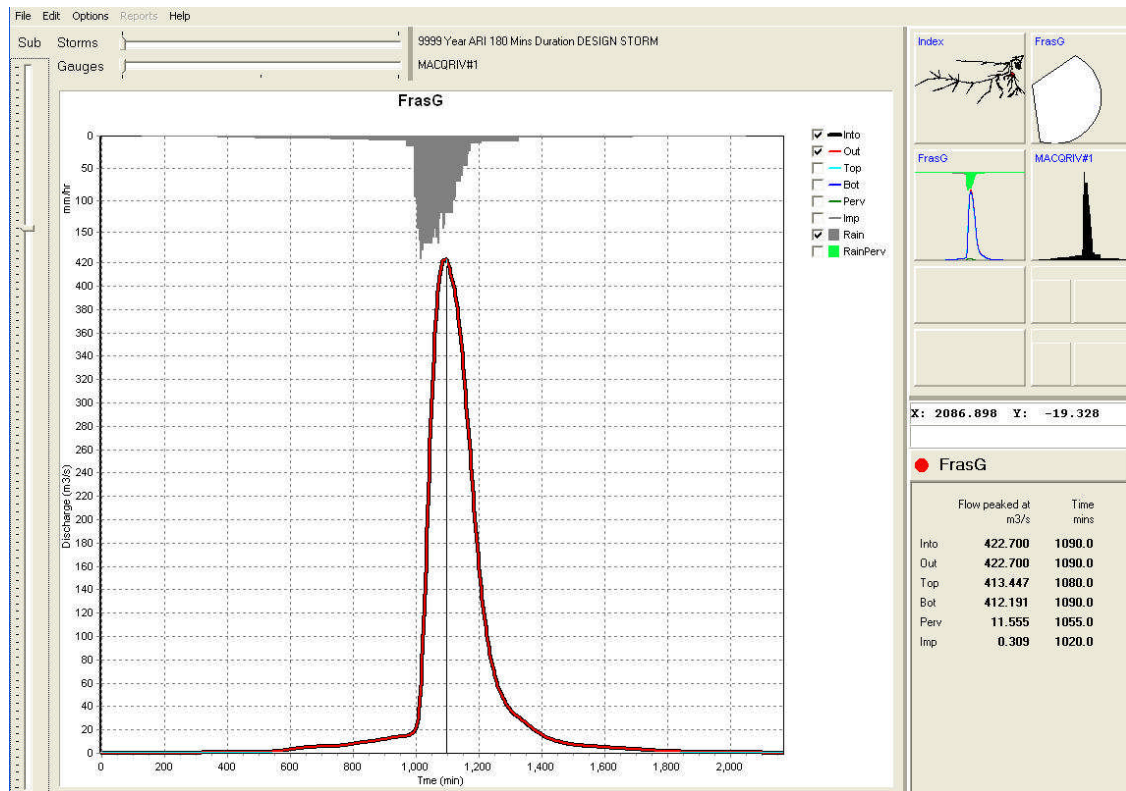 File Edit Options Reports Help
Sub Storms
9999 Year ARI 180 Mins Duration DESIGN STORM
Gauges
MACQRIV#1
FrasG
0
50
100
150
mm/hr
420
400
380
360
340
320
300
280
260
240
220
200
180
160
140
120
100
80
60
40
20
0
Discharge (m3/s)
0 200 400 600 800 1,000 1,200 1,400 1,600 1,800 2,000
Tme (min)
Into
Out
Top
Bot
Perv
Imp
Rain
RainPerv
Index
FrasG
FrasG
MACQRIV#1
X: 2086.898 Y: -19.328
FrasG
Flow peaked at Time
m3/s mins
Into 422.700 1090.0
Out 422.700 1090.0
Top 413.447 1080.0
Bot 412.191 1090.0
Perv 11.555 1055.0
Imp 0.309 1020.0